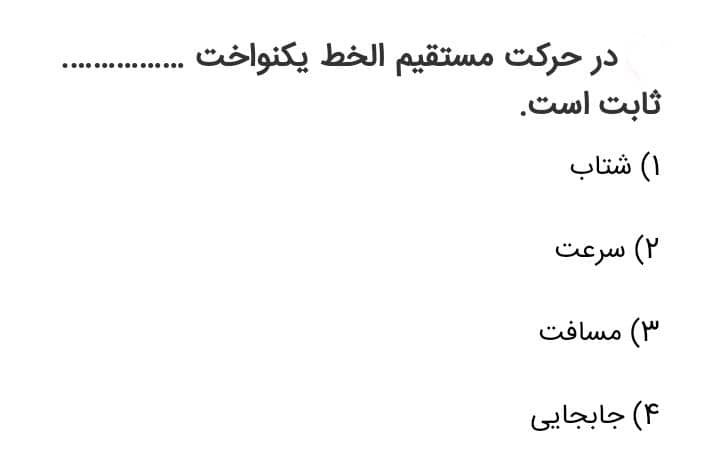 در حرکت مستقیم الخط یکنواخت ................
ثابت است.
۱) شتاب
۲) سرعت
۳) مسافت
۴) جابجایی